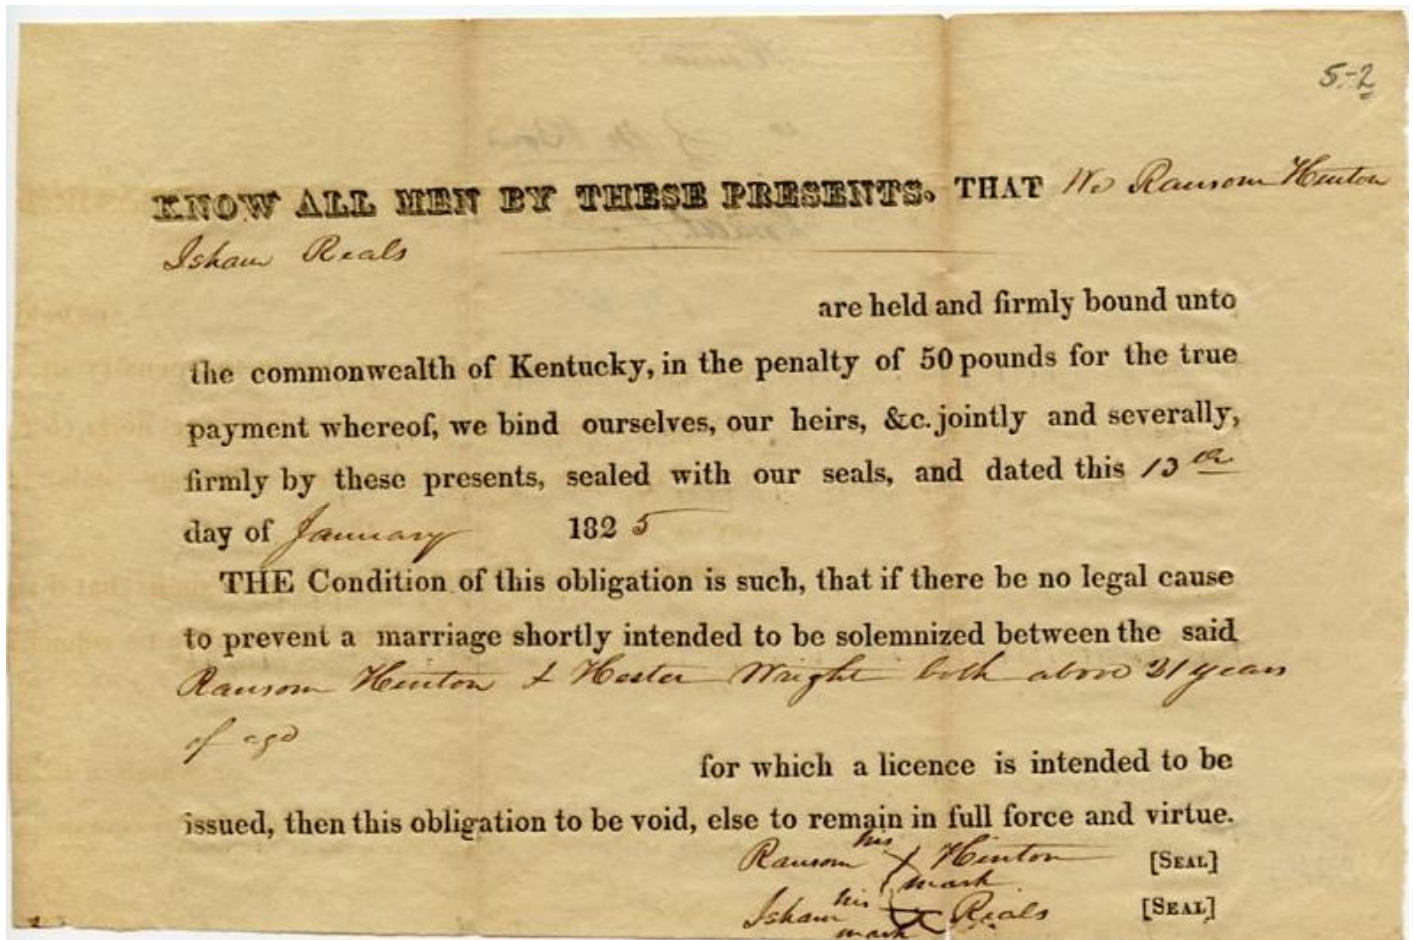 5-2
KNOW ALL MEN BY THESE PRESENTS. THAT We Ransom Hinton
Isham Reals
are held and firmly bound unto
the commonwealth of Kentucky, in the penalty of 50 pounds for the true
payment whereof, we bind ourselves, our heirs, &c. jointly and severally,
firmly by these presents, sealed with our seals, and dated this 13th
day of January 1825
THE Condition of this obligation is such, that if there be no legal cause
to prevent a marriage shortly intended to be solemnized between the said
Ransom Hinton & Hester Wright both above 21 years
of age
for which a licence is intended to be
issued, then this obligation to be void, else to remain in full force and virtue.
his
Ransom X Hinton [SEAL]
mark
his
Isham X Reals [SEAL]
mark